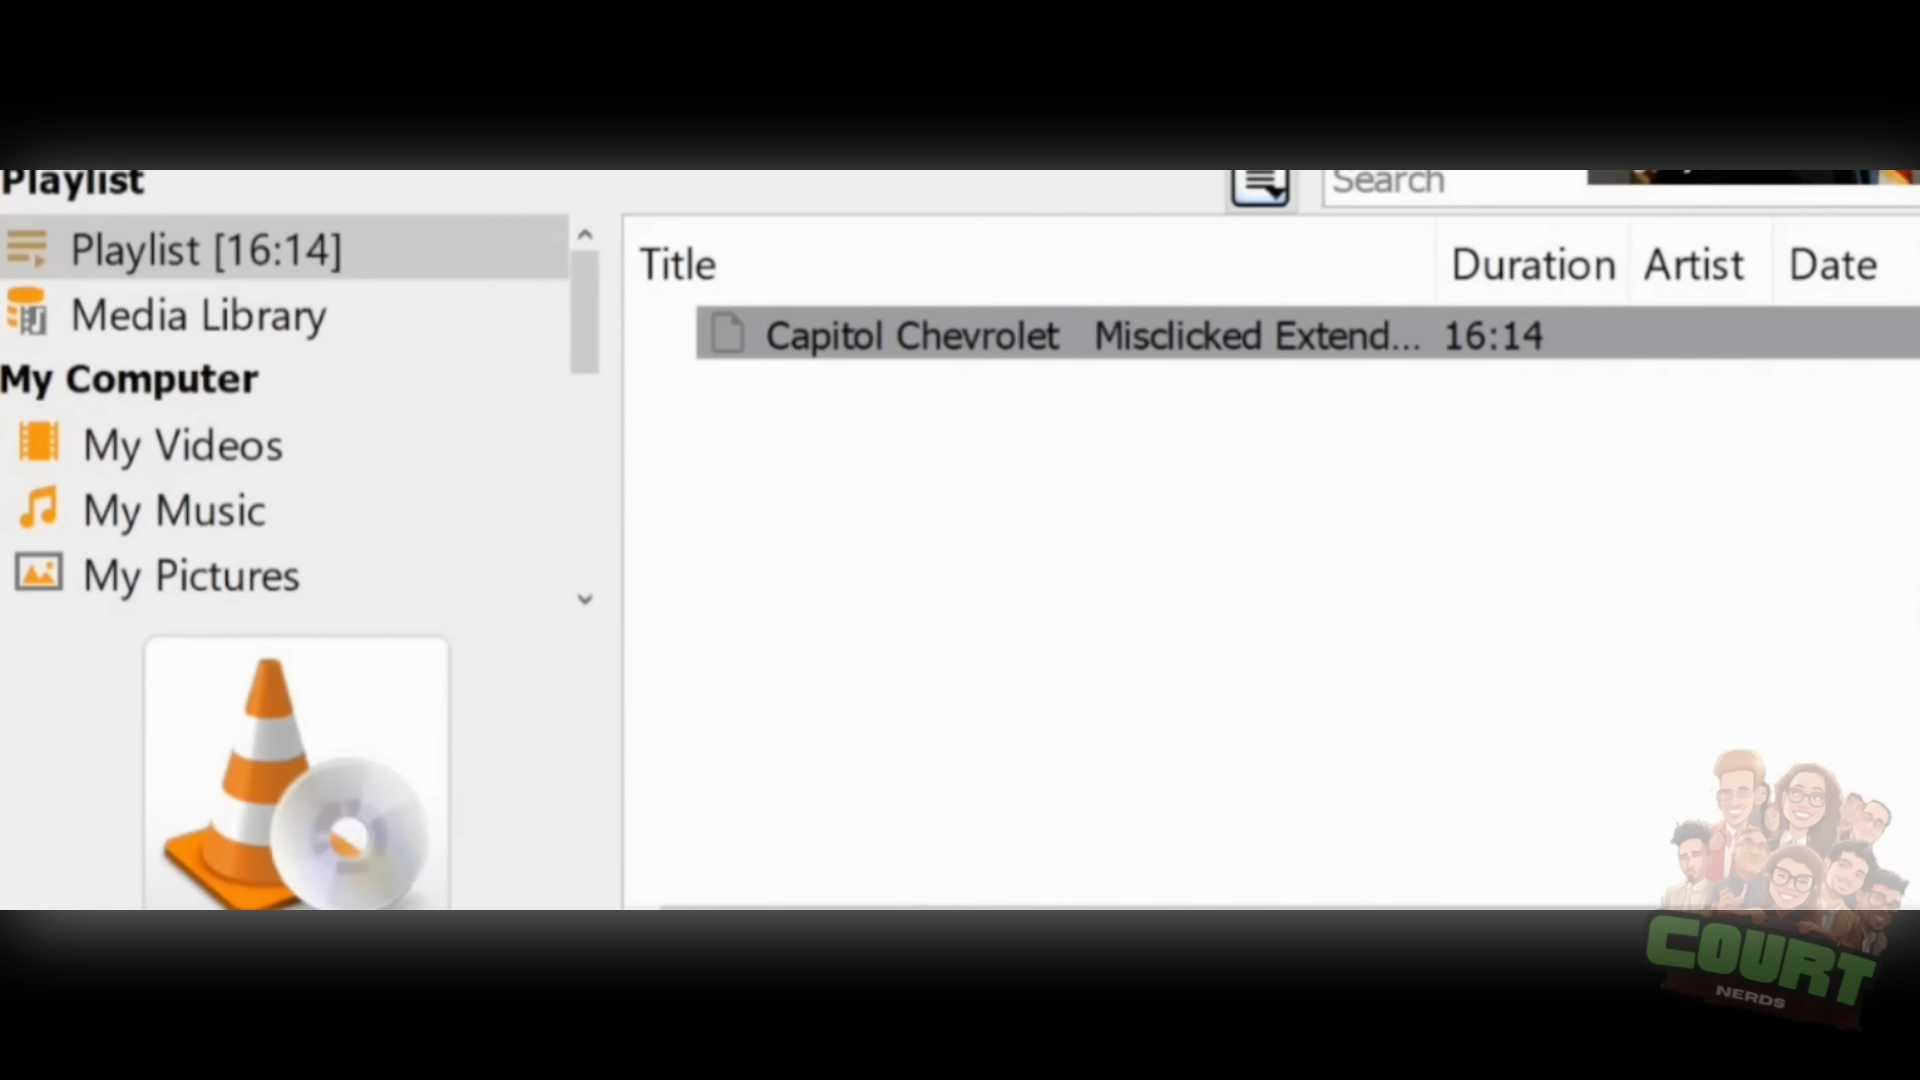 Playlist
Search
Playlist [16:14]
Media Library
My Computer
My Videos
My Music
My Pictures
Title Duration Artist Date
Capitol Chevrolet Misclicked Extend... 16:14
COURT
NERDS